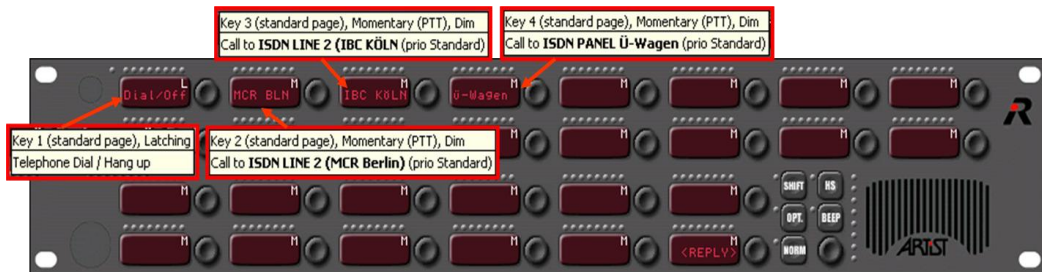 Key 3 (standard page), Momentary (PTT), Dim
Call to ISDN LINE 2 (IBC KÖLN (prio Standard)
Key 4 (standard page), Momentary (PTT), Dim
Call to ISDN PANEL Ü-Wagen (prio Standard)
L M M M M M M M
Dial/Off MCR BLN IBC KöLN ü-Wagen
R
Key 1 (standard page), Latching
Telephone Dial / Hang up
Key 2 (standard page), Momentary (PTT), Dim
Call to ISDN LINE 2 (MCR Berlin) (prio Standard)
M M M M M
M M M M M M
SHIFT HS
OPT. BEEP
M M M M M M
<REPLY> NORM
ARTIST